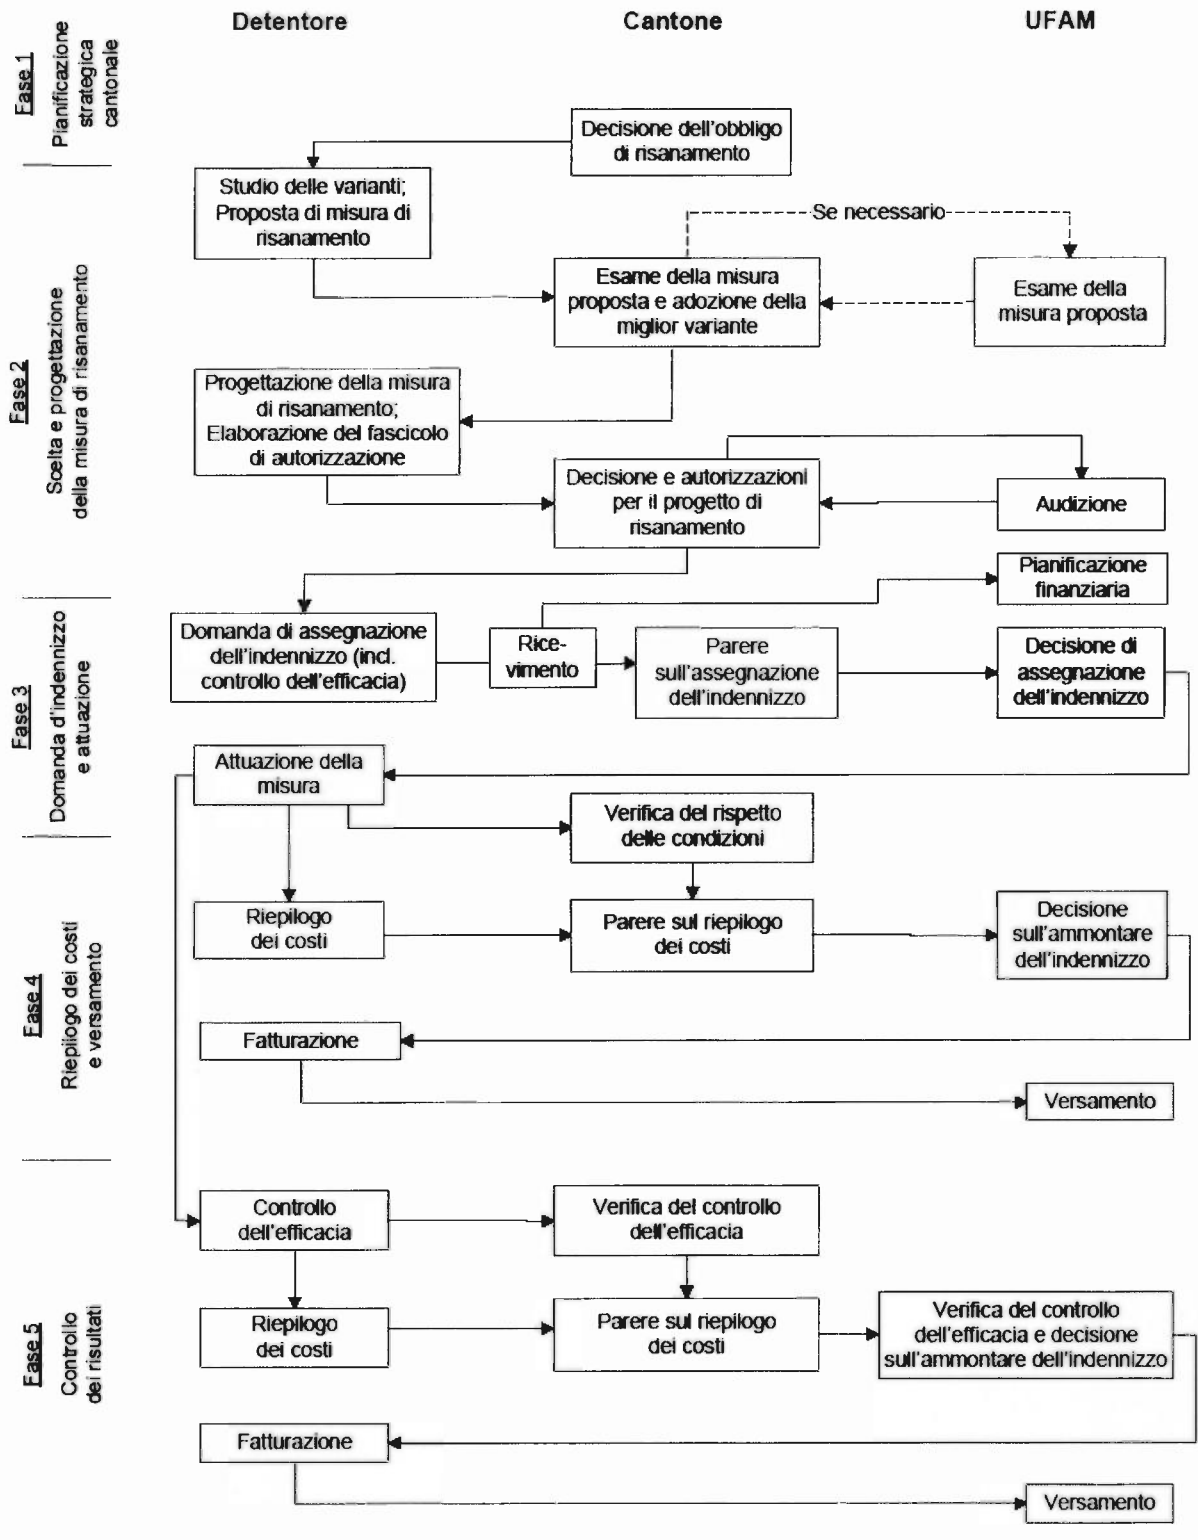 Detentore
Cantone
UFAM
Fase 1
Pianificazione
strategica
cantonale
Decisione dell'obbligo
di risanamento
Fase 2
Scelta e progettazione
della misura di risanamento
Studio delle varianti;
Proposta di misura di
risanamento
Se necessario
Esame della misura
proposta e adozione della
miglior variante
Esame della
misura proposta
Progettazione della misura
di risanamento;
Elaborazione del fascicolo
di autorizzazione
Decisione e autorizzazioni
per il progetto di
risanamento
Audizione
Pianificazione
finanziaria
Fase 3
Domanda d'indennizzo
e attuazione
Domanda di assegnazione
dell'indennizzo (incl.
controllo dell'efficacia)
Rice-
vimento
Parere
sull'assegnazione
dell'indennizzo
Decisione di
assegnazione
dell'indennizzo
Attuazione della
misura
Verifica del rispetto
delle condizioni
Fase 4
Riepilogo dei costi
e versamento
Riepilogo
dei costi
Parere sul riepilogo
dei costi
Decisione
sull'ammontare
dell'indennizzo
Fatturazione
Versamento
Fase 5
Controllo
dei risultati
Controllo
dell'efficacia
Verifica del controllo
dell'efficacia
Riepilogo
dei costi
Parere sul riepilogo
dei costi
Verifica del controllo
dell'efficacia e decisione
sull'ammontare dell'indennizzo
Fatturazione
Versamento